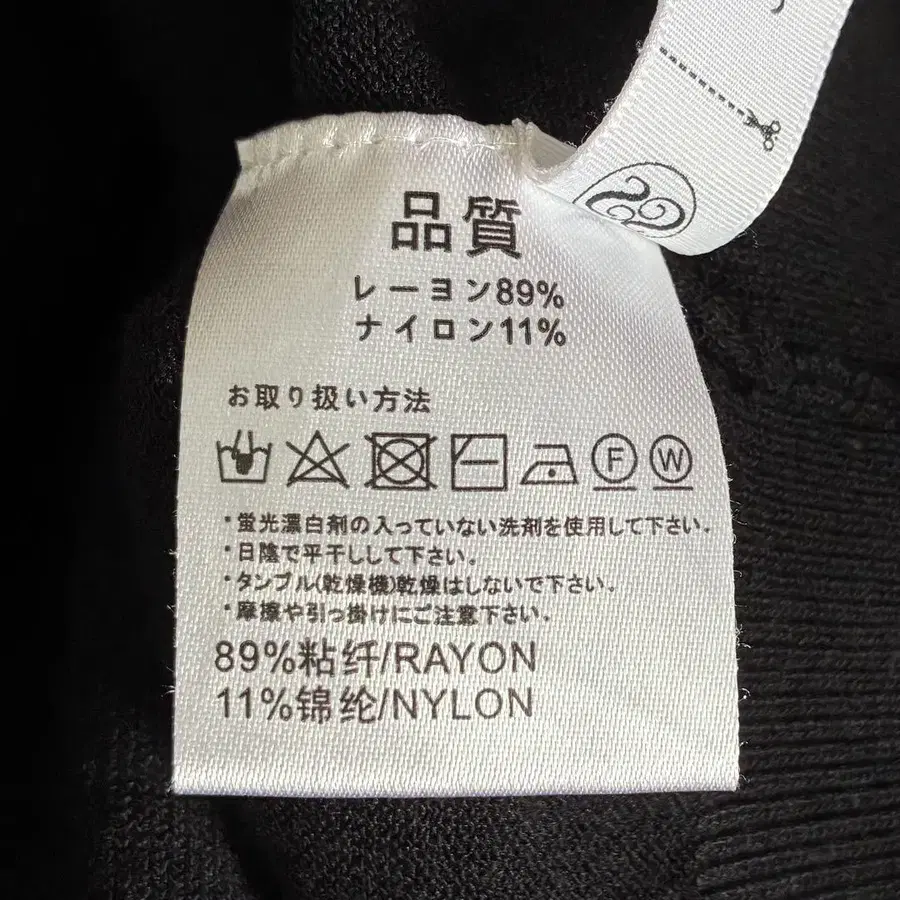 品質
レーヨン89%
ナイロン11%
お取り扱い方法
F W
・蛍光漂白剤の入っていない洗剤を使用して下さい.
・日陰で平干しして下さい.
・タンブル(乾燥機)乾燥はしないで下さい.
・摩擦や引っ掛けにご注意下さい.
89%粘纤/RAYON
11%锦纶/NYLON